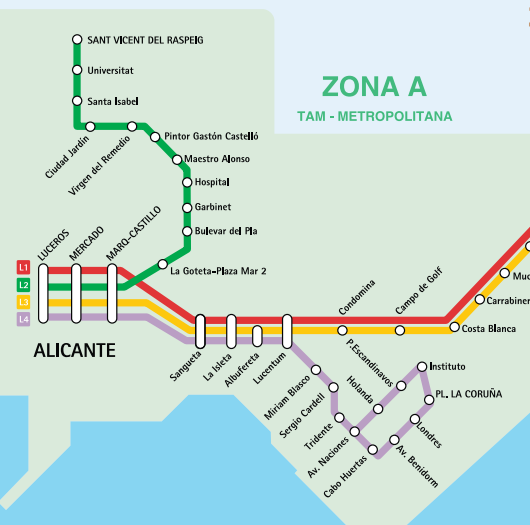 SANT VICENT DEL RASPEIG
Universitat
Santa Isabel
Ciudad Jardín
Virgen del Remedio
Pintor Gastón Castelló
Maestro Alonso
Hospital
Garbinet
Bulevar del Pla
La Goteta-Plaza Mar 2
ZONA A
TAM - METROPOLITANA
LUCEROS
MERCADO
MARQ-CASTILLO
L1
L2
L3
L4
ALICANTE
Sangueta
La Isleta
Albufereta
Lucentum
Condomina
Campo de Golf
Muc
Carrabiner
Costa Blanca
Miriam Blasco
Sergio Cardell
Tridente
Av. Naciones
Cabo Huertas
Av. Benidorm
Londres
PL. LA CORUÑA
Instituto
P.Escandinavos
Holanda